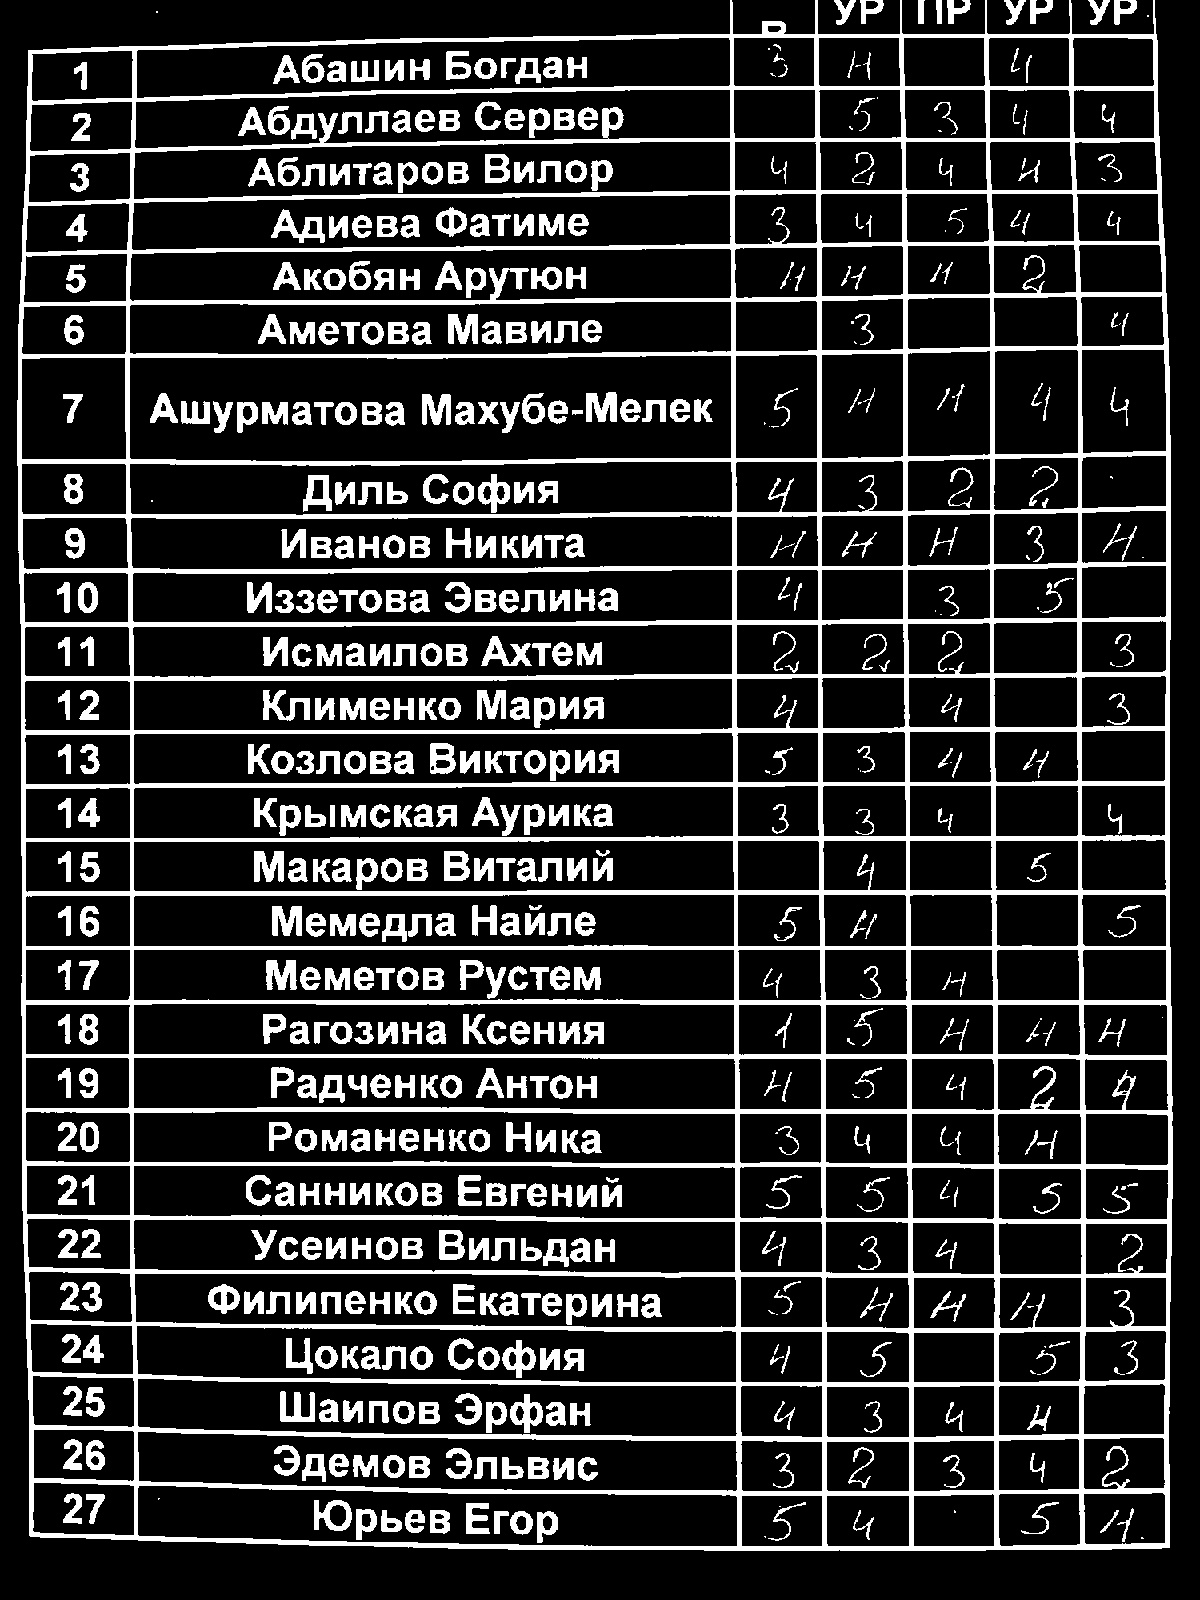 УР ПР УР УР
1 Абашин Богдан 3 Н 4
2 Абдуллаев Сервер 5 3 4 4
3 Аблитаров Вилор 4 2 4 Н 3
4 Адиева Фатиме 3 4 5 4 4
5 Акобян Арутюн Н Н Н 2
6 Аметова Мавиле 3 4
7 Ашурматова Махубе-Мелек 5 Н Н 4 4
8 Диль София 4 3 2 2
9 Иванов Никита Н Н Н 3 Н
10 Иззетова Эвелина 4 3 5
11 Исмаилов Ахтем 2 2 2 3
12 Клименко Мария 4 4 3
13 Козлова Виктория 5 3 4 4
14 Крымская Аурика 3 3 4 4
15 Макаров Виталий 4 5
16 Мемедла Найле 5 Н 5
17 Меметов Рустем 4 3 Н
18 Рагозина Ксения 1 5 Н Н Н
19 Радченко Антон Н 5 4 2 4
20 Романенко Ника 3 4 4 Н
21 Санников Евгений 5 5 4 5 5
22 Усеинов Вильдан 4 3 4 2
23 Филипенко Екатерина 5 Н Н Н 3
24 Цокало София 4 5 5 3
25 Шаипов Эрфан 4 3 4 Н
26 Эдемов Эльвис 3 2 3 4 2
27 Юрьев Егор 5 4 5 Н